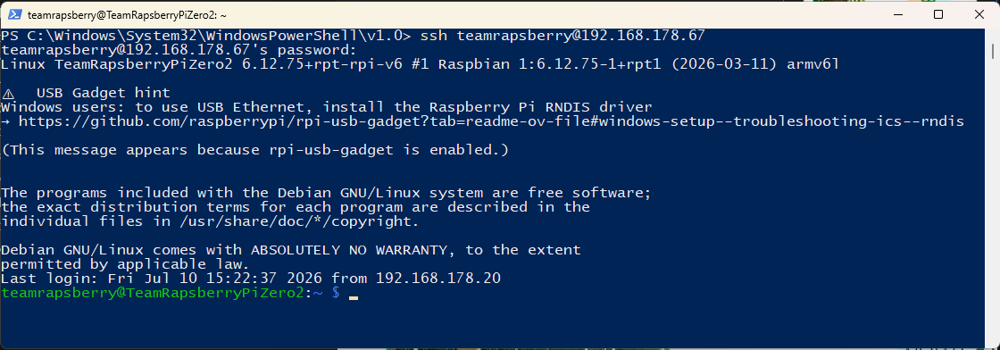 teamrapsberry@TeamRapsberryPiZero2: ~
PS C:\Windows\System32\WindowsPowerShell\v1.0> ssh teamrapsberry@192.168.178.67
teamrapsberry@192.168.178.67's password:
Linux TeamRapsberryPiZero2 6.12.75+rpt-rpi-v6 #1 Raspbian 1:6.12.75-1+rpt1 (2026-03-11) armv6l
⚠ USB Gadget hint
Windows users: to use USB Ethernet, install the Raspberry Pi RNDIS driver
→ https://github.com/raspberrypi/rpi-usb-gadget?tab=readme-ov-file#windows-setup--troubleshooting-ics--rndis
(This message appears because rpi-usb-gadget is enabled.)
The programs included with the Debian GNU/Linux system are free software;
the exact distribution terms for each program are described in the
individual files in /usr/share/doc/*/copyright.
Debian GNU/Linux comes with ABSOLUTELY NO WARRANTY, to the extent
permitted by applicable law.
Last login: Fri Jul 10 15:22:37 2026 from 192.168.178.20
teamrapsberry@TeamRapsberryPiZero2:~ $